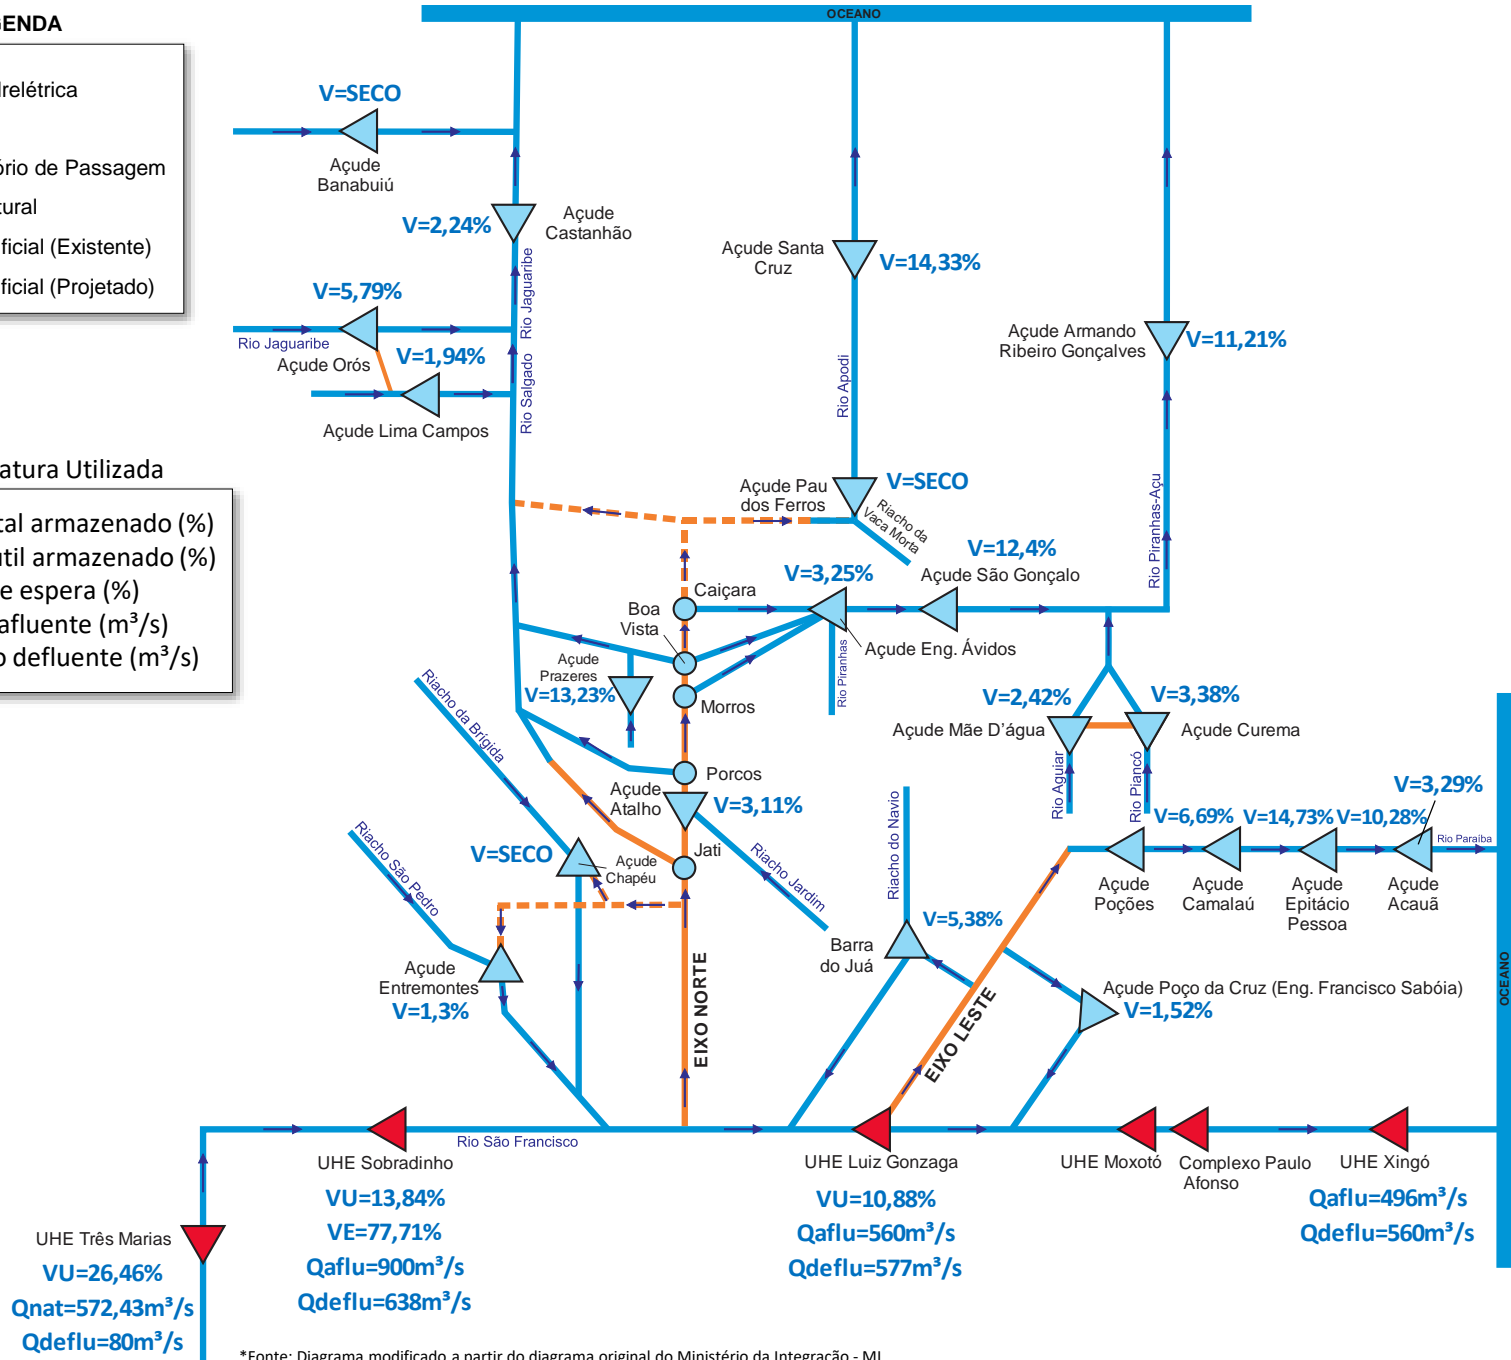 OCEANO
GENDA
drelétrica
ório de Passagem
tural
ificial (Existente)
ificial (Projetado)
V=SECO
Açude
Banabuiú
V=2,24%
Açude
Castanhão
Rio Jaguaribe
V=5,79%
Rio Jaguaribe
Açude Orós
V=1,94%
Açude Lima Campos
Rio Salgado
Açude Santa
Cruz
V=14,33%
Rio Apodi
Açude Armando
Ribeiro Gonçalves
V=11,21%
Rio Piranhas-Açu
atura Utilizada
tal armazenado (%)
útil armazenado (%)
e espera (%)
afluente (m³/s)
o defluente (m³/s)
Açude Pau
dos Ferros
V=SECO
Riacho da
Vaca Morta
V=12,4%
Açude São Gonçalo
V=3,25%
Açude Eng. Ávidos
Rio Piranhas
Caiçara
Boa
Vista
Morros
Açude
Prazeres
V=13,23%
Porcos
Açude
Atalho
V=3,11%
Jati
Riacho Jardim
Riacho da Brigida
V=SECO
Açude
Chapéu
Riacho São Pedro
Açude
Entremontes
V=1,3%
EIXO NORTE
V=2,42%
Açude Mãe D'água
V=3,38%
Açude Curema
Rio Aguiar
Rio Piancó
V=3,29%
V=6,69%
V=14,73%
V=10,28%
Rio Paraiba
Açude
Poções
Açude
Camalaú
Açude
Epitácio
Pessoa
Açude
Acauã
Riacho do Navio
V=5,38%
Barra
do Juá
EIXO LESTE
Açude Poço da Cruz (Eng. Francisco Sabóia)
V=1,52%
OCEANO
Rio São Francisco
UHE Sobradinho
VU=13,84%
VE=77,71%
Qaflu=900m³/s
Qdeflu=638m³/s
UHE Três Marias
VU=26,46%
Qnat=572,43m³/s
Qdeflu=80m³/s
UHE Luiz Gonzaga
VU=10,88%
Qaflu=560m³/s
Qdeflu=577m³/s
UHE Moxotó
Complexo Paulo
Afonso
UHE Xingó
Qaflu=496m³/s
Qdeflu=560m³/s
*Fonte: Diagrama modificado a partir do diagrama original do Ministério da Integração - MI